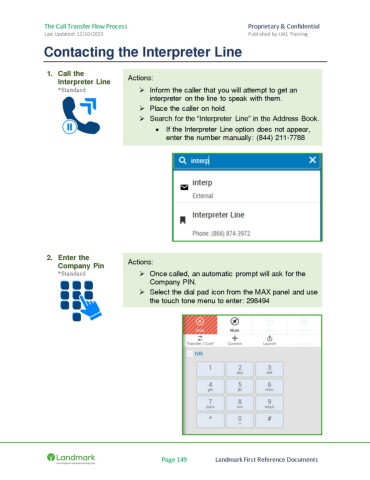 The Call Transfer Flow Process
Proprietary & Confidential
Last Updated: 12/10/2023
Published by LM1 Training
Contacting the Interpreter Line
1. Call the
Interpreter Line
*Standard
Actions:
➢ Inform the caller that you will attempt to get an
interpreter on the line to speak with them.
➢ Place the caller on hold.
➢ Search for the “Interpreter Line” in the Address Book.
• If the Interpreter Line option does not appear,
enter the number manually: (844) 211-7788
interp
interp
External
Interpreter Line
Phone: (866) 874-3972
2. Enter the
Company Pin
*Standard
Actions:
➢ Once called, an automatic prompt will ask for the
Company PIN.
➢ Select the dial pad icon from the MAX panel and use
the touch tone menu to enter: 298494
Mute
Transfer / Conf
Commit
Launch
1
2
abc
3
def
4
ghi
5
jkl
6
mno
7
pqrs
8
tuv
9
wxyz
*
0
#
Landmark
Page 149
Landmark First Reference Documents